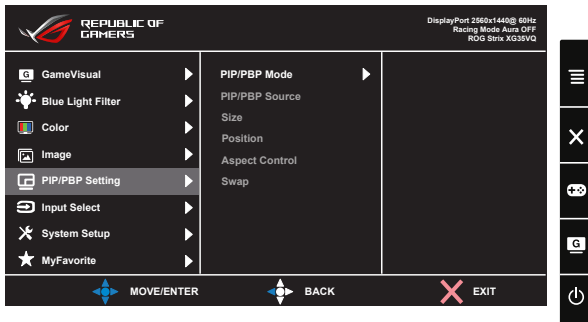 REPUBLIC OF
GAMERS
DisplayPort 2560x1440@ 60Hz
Racing Mode Aura OFF
ROG Strix XG35VQ
G GameVisual
Blue Light Filter
Color
Image
PIP/PBP Setting
Input Select
System Setup
MyFavorite
PIP/PBP Mode
PIP/PBP Source
Size
Position
Aspect Control
Swap
MOVE/ENTER
BACK
EXIT
G